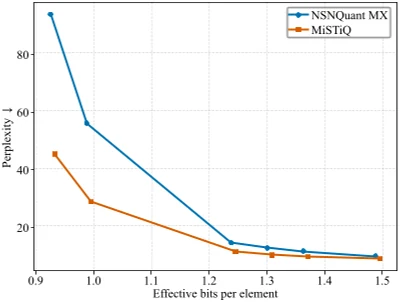 NSNQuant MX
MiSTiQ
Perplexity ↓
80
60
40
20
0.9 1.0 1.1 1.2 1.3 1.4 1.5
Effective bits per element